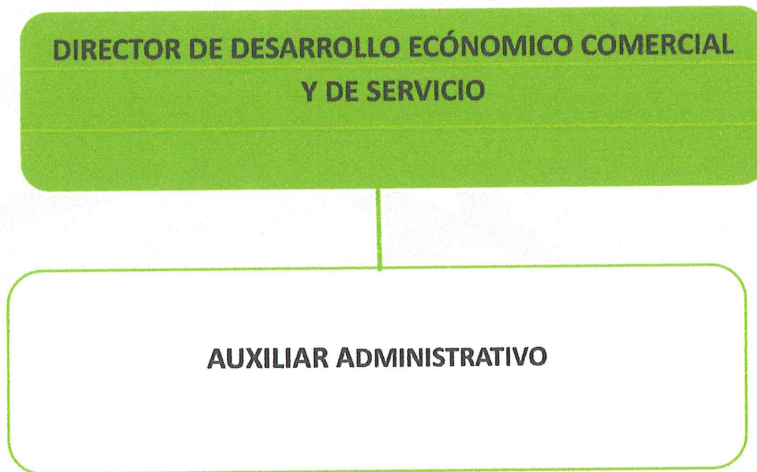 DIRECTOR DE DESARROLLO ECÓNOMICO COMERCIAL
Y DE SERVICIO
AUXILIAR ADMINISTRATIVO